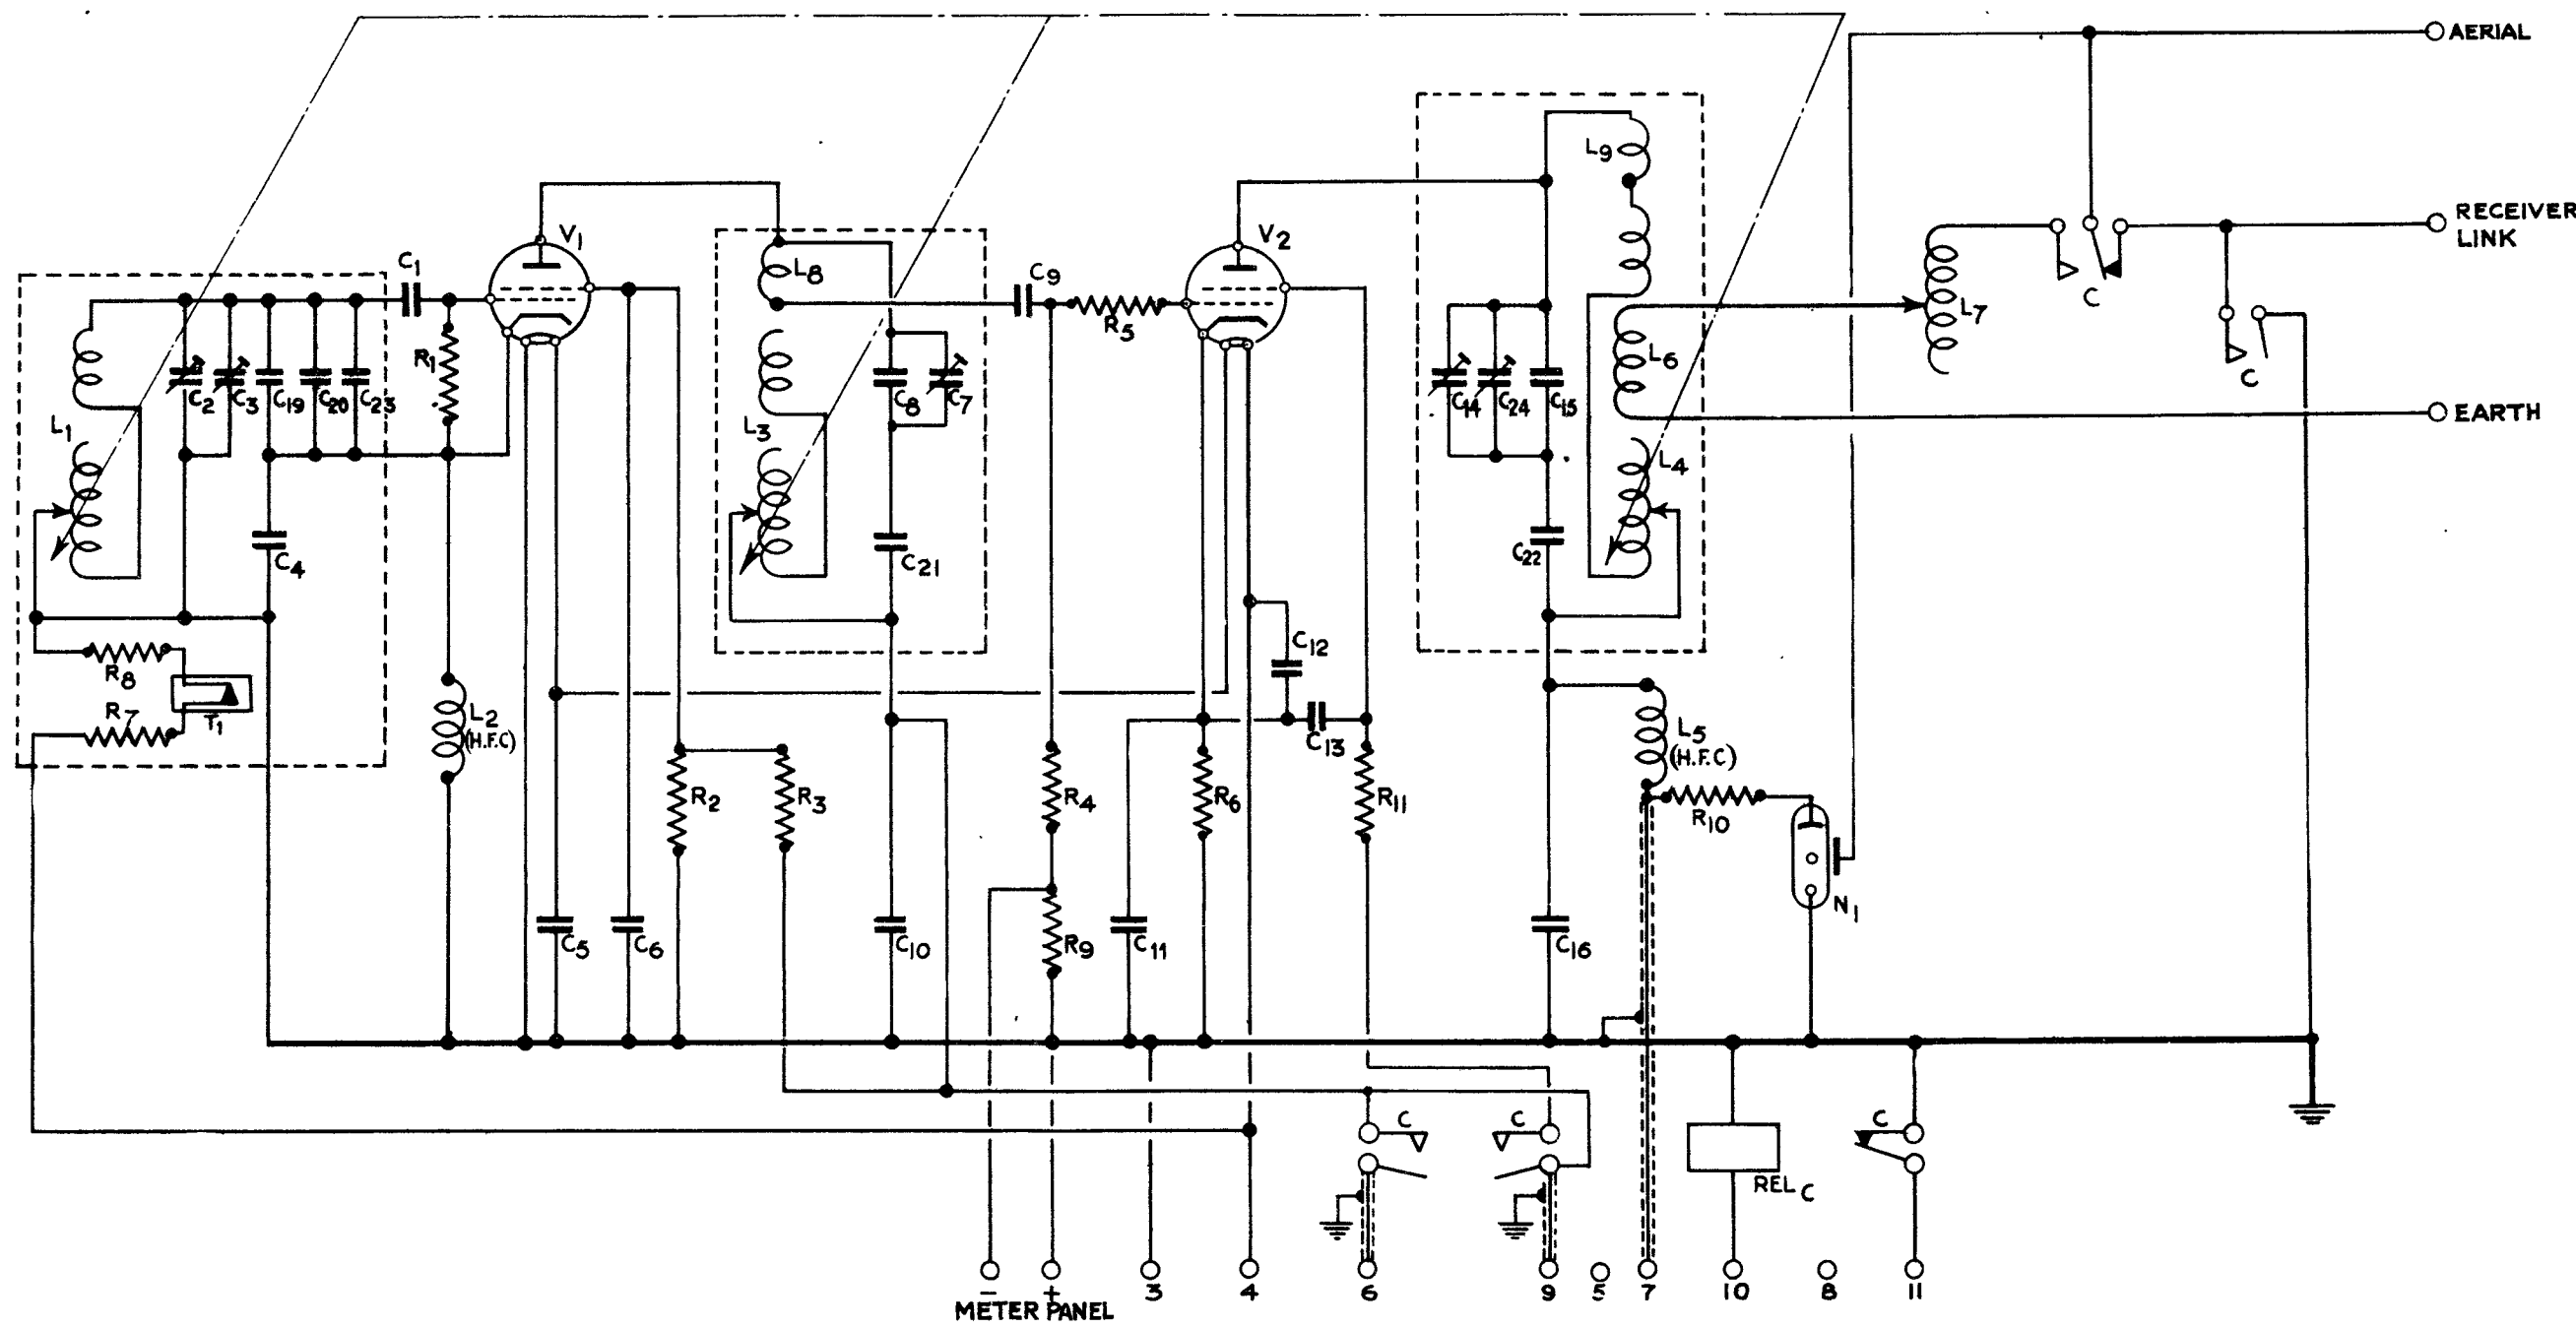 AERIAL
RECEIVER
LINK
EARTH
V1
V2
C1
C9
L8
L9
L7
L6
L4
L1
L3
R1
R5
C2
C3
C19
C20
C23
C8
C7
C14
C24
C15
C
C
C4
C21
C22
C12
C13
R8
R7
T1
L2
(H.F.C)
L5
(H.F.C)
R2
R3
R4
R6
R11
R10
N1
C5
C6
C10
R9
C11
C16
C
C
C
REL C
- + 3 4 6 9 5 7 10 8 11
METER PANEL